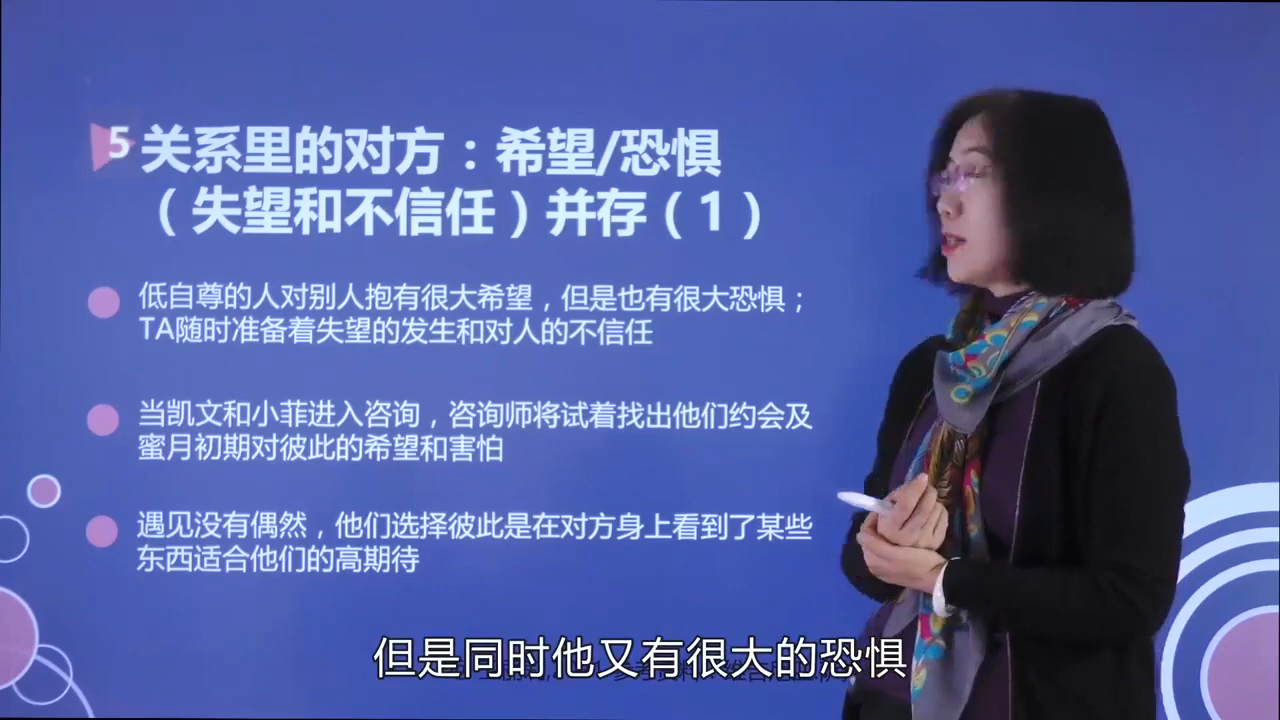 5 关系里的对方：希望/恐惧
（失望和不信任）并存（1）
低自尊的人对别人抱有很大希望，但是也有很大恐惧；
TA随时准备着失望的发生和对人的不信任
当凯文和小菲进入咨询，咨询师将试着找出他们约会及
蜜月初期对彼此的希望和害怕
遇见没有偶然，他们选择彼此是在对方身上看到了某些
东西适合他们的高期待
但是同时他又有很大的恐惧